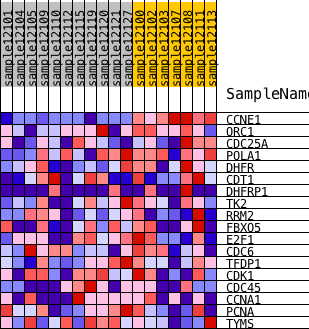 sample12101
sample12104
sample12105
sample12109
sample12110
sample12112
sample12115
sample12119
sample12120
sample12121
sample12127
sample12100
sample12102
sample12103
sample12107
sample12108
sample12111
sample12113
SampleName
CCNE1
ORC1
CDC25A
POLA1
DHFR
CDT1
DHFRP1
TK2
RRM2
FBXO5
E2F1
CDC6
TFDP1
CDK1
CDC45
CCNA1
PCNA
TYMS